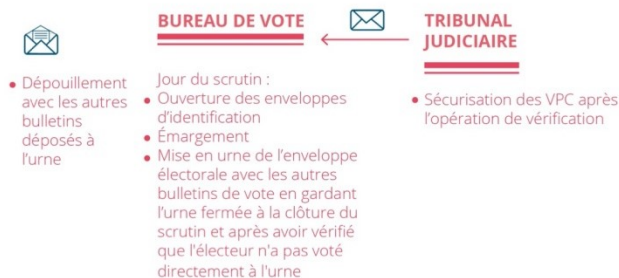 BUREAU DE VOTE
TRIBUNAL
JUDICIAIRE
• Dépouillement
avec les autres
bulletins
déposés à
l'urne
Jour du scrutin :
• Ouverture des enveloppes
d'identification
• Émargement
• Mise en urne de l'enveloppe
électorale avec les autres
bulletins de vote en gardant
l'urne fermée à la clôture du
scrutin et après avoir vérifié
que l'électeur n'a pas voté
directement à l'urne
• Sécurisation des VPC après
l'opération de vérification